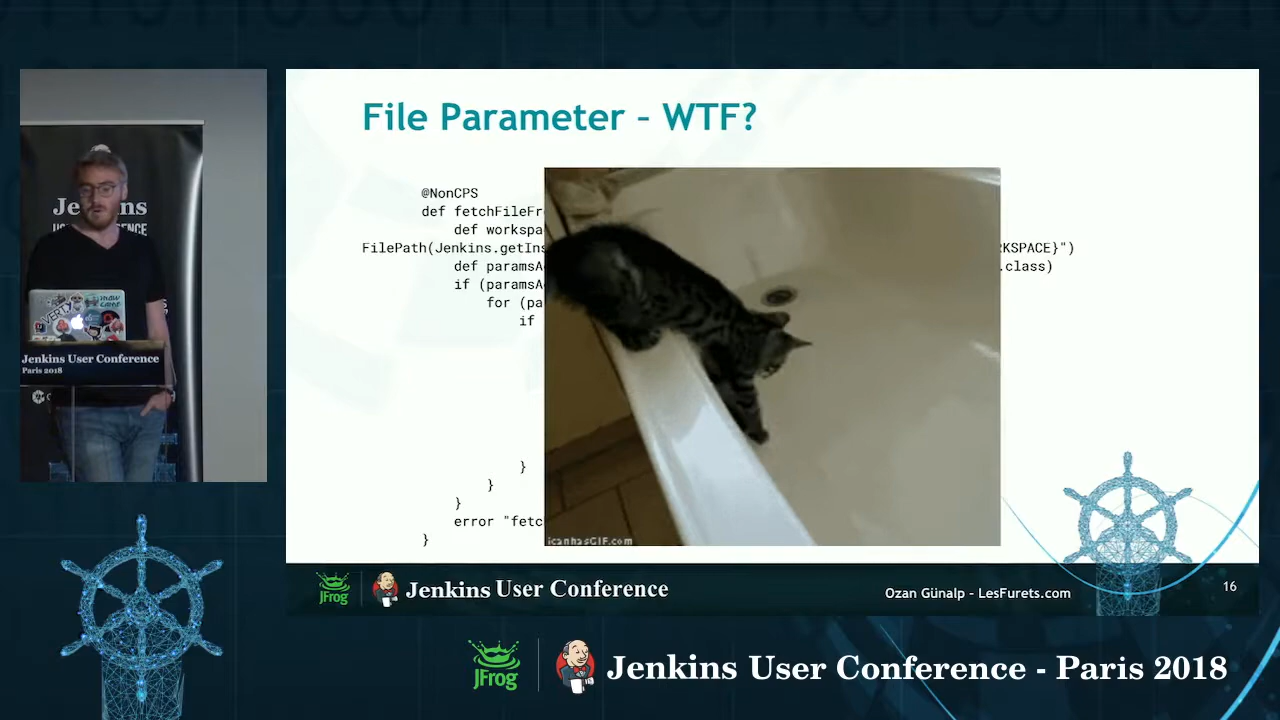 File Parameter – WTF?
@NonCPS
def fetchFileFr
def workspa
FilePath(Jenkins.getIns
RKSPACE}")
def paramsA
.class)
if (paramsA
for (pa
if
}
}
}
error "fetc
}
icanhasGIF.com
Jenkins
Jenkins User Conference
Paris 2018
JFrog
Jenkins User Conference
Ozan Günalp - LesFurets.com
16
JFrog
Jenkins User Conference - Paris 2018